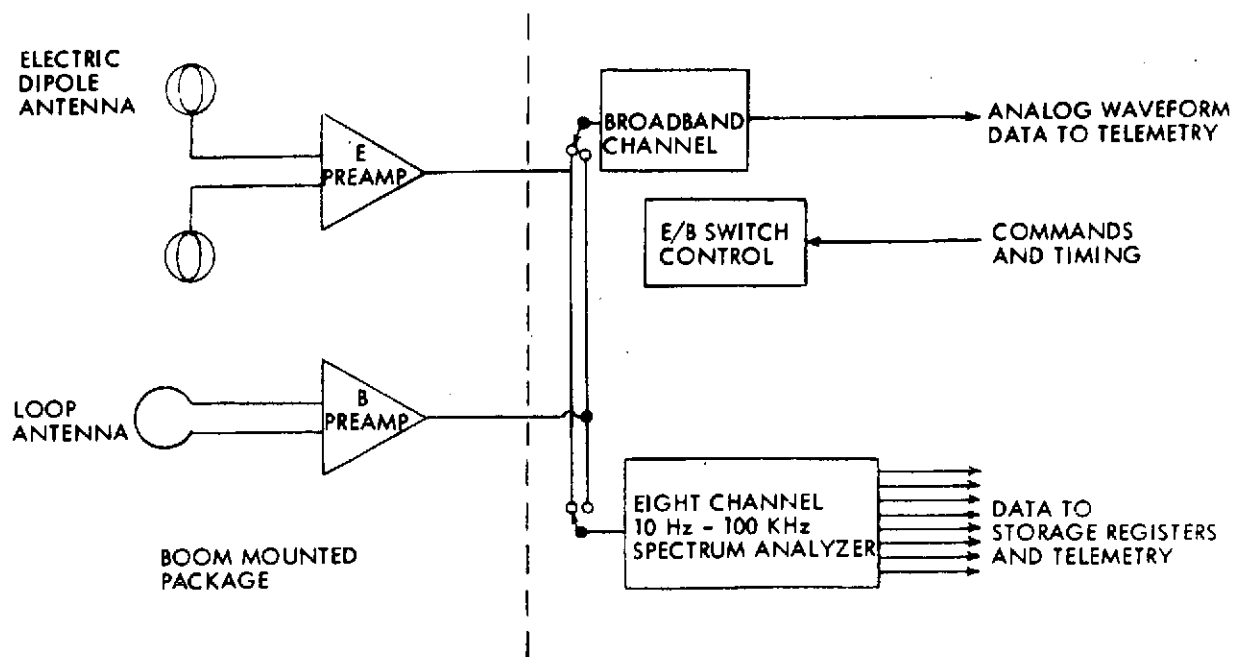 ELECTRIC
DIPOLE
ANTENNA
E
PREAMP
BROADBAND
CHANNEL
ANALOG WAVEFORM
DATA TO TELEMETRY
E/B SWITCH
CONTROL
COMMANDS
AND TIMING
LOOP
ANTENNA
B
PREAMP
EIGHT CHANNEL
10 Hz - 100 KHz
SPECTRUM ANALYZER
DATA TO
STORAGE REGISTERS
AND TELEMETRY
BOOM MOUNTED
PACKAGE